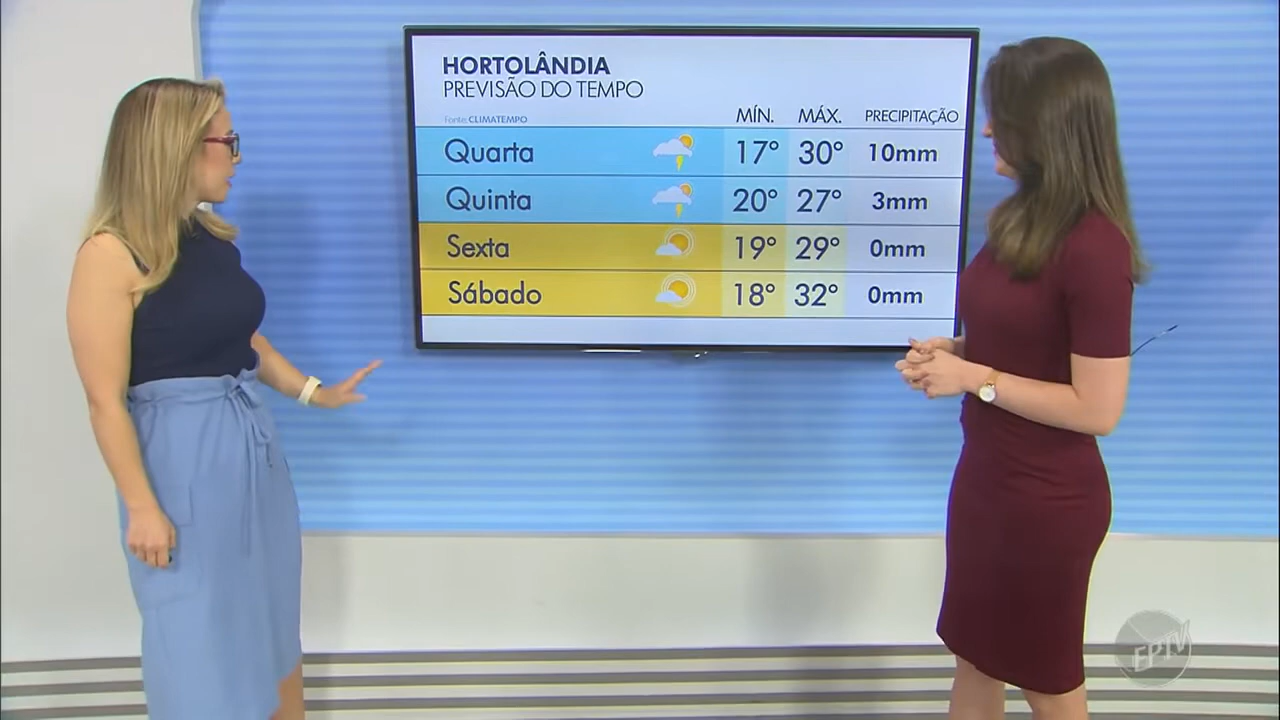 HORTOLÂNDIA
PREVISÃO DO TEMPO
Fonte: CLIMATEMPO MÍN. MÁX. PRECIPITAÇÃO
Quarta 17° 30° 10mm
Quinta 20° 27° 3mm
Sexta 19° 29° 0mm
Sábado 18° 32° 0mm
EPTV